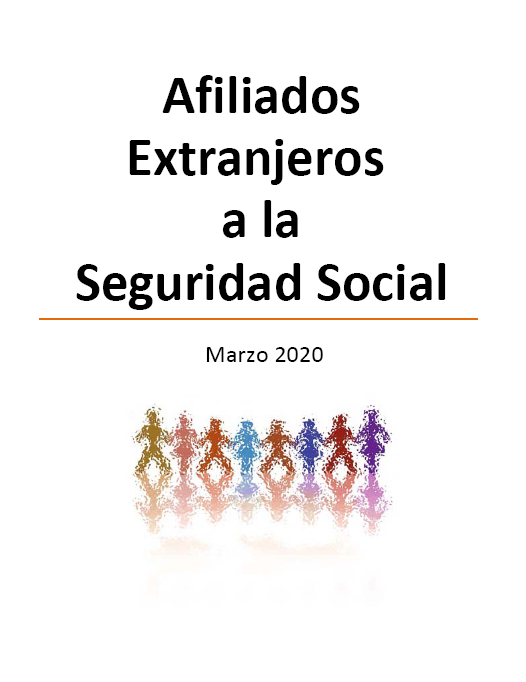 Afiliados
Extranjeros
a la
Seguridad Social
Marzo 2020